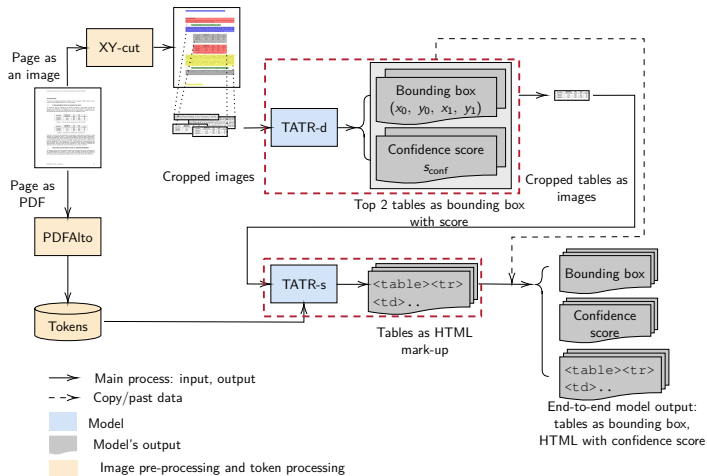 Page as
an image
XY-cut
Page as
PDF
PDFAlto
Tokens
Cropped images
TATR-d
Bounding box
(x₀, y₀, x₁, y₁)
Confidence score
s_conf
Top 2 tables as bounding box
with score
Cropped tables as
images
TATR-s
<table><tr>
<td>..
Tables as HTML
mark-up
Bounding box
Confidence
score
<table><tr>
<td>..
End-to-end model output:
tables as bounding box,
HTML with confidence score
Main process: input, output
Copy/past data
Model
Model's output
Image pre-processing and token processing